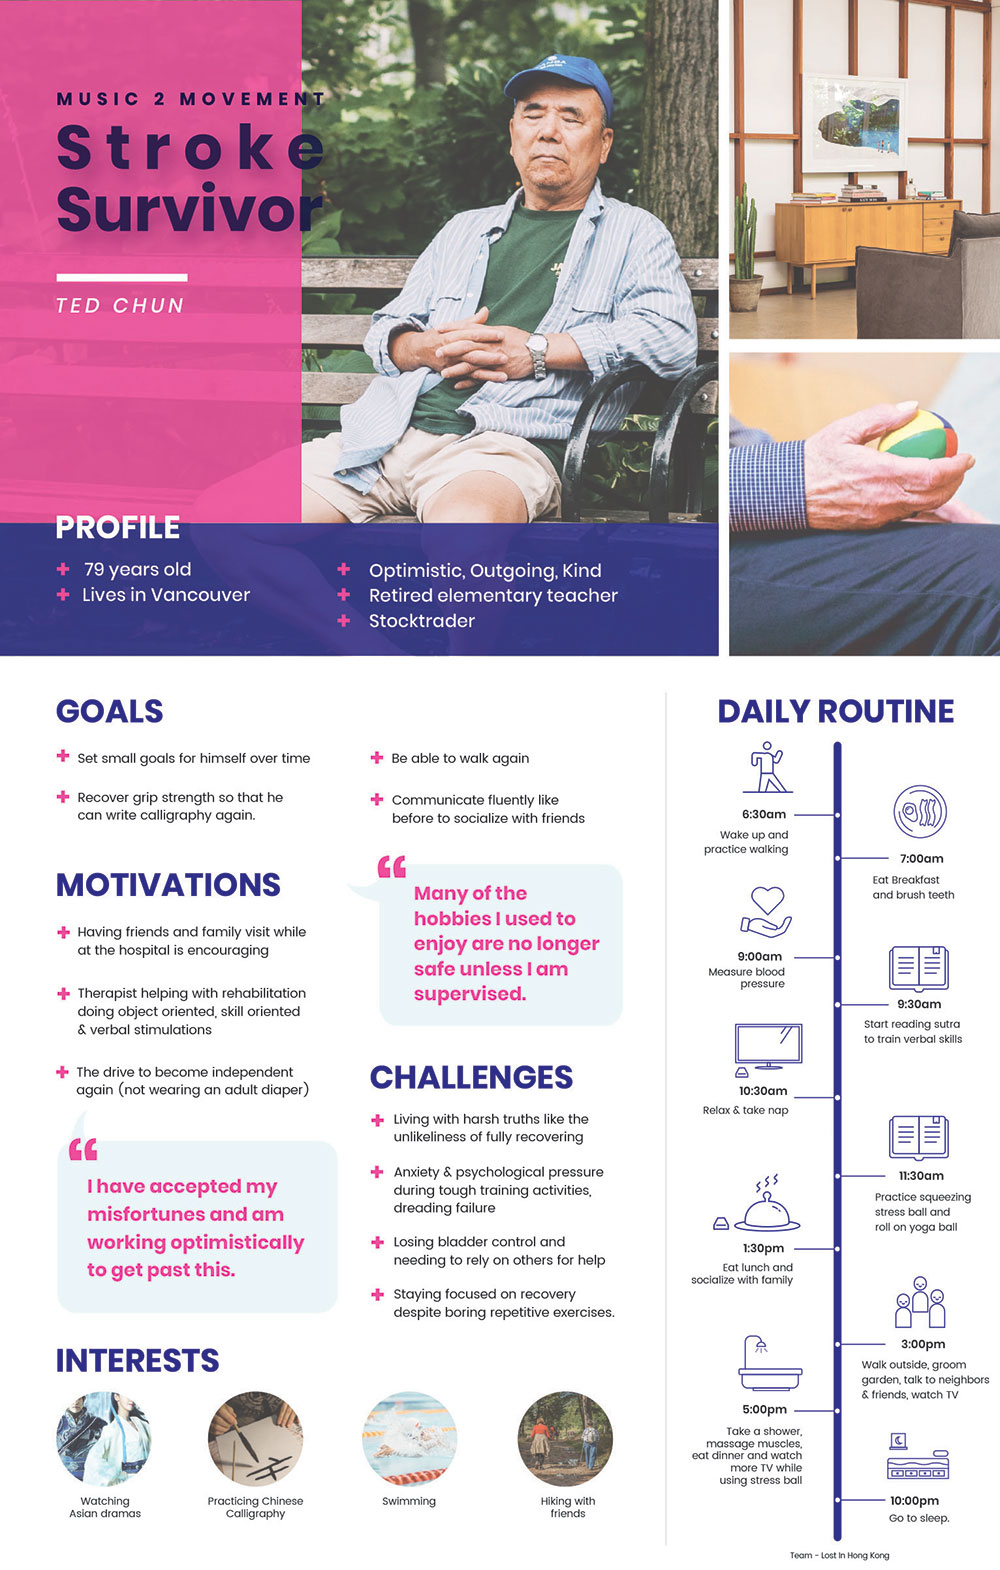 MUSIC 2 MOVEMENT
Stroke
Survivor
TED CHUN
PROFILE
79 years old
Lives in Vancouver
Optimistic, Outgoing, Kind
Retired elementary teacher
Stocktrader
GOALS
Set small goals for himself over time
Recover grip strength so that he
can write calligraphy again.
Be able to walk again
Communicate fluently like
before to socialize with friends
MOTIVATIONS
Having friends and family visit while
at the hospital is encouraging
Therapist helping with rehabilitation
doing object oriented, skill oriented
& verbal stimulations
The drive to become independent
again (not wearing an adult diaper)
“
Many of the
hobbies I used to
enjoy are no longer
safe unless I am
supervised.
“
I have accepted my
misfortunes and am
working optimistically
to get past this.
CHALLENGES
Living with harsh truths like the
unlikeliness of fully recovering
Anxiety & psychological pressure
during tough training activities,
dreading failure
Losing bladder control and
needing to rely on others for help
Staying focused on recovery
despite boring repetitive exercises.
INTERESTS
Watching
Asian dramas
Practicing Chinese
Calligraphy
Swimming
Hiking with
friends
DAILY ROUTINE
6:30am
Wake up and
practice walking
7:00am
Eat Breakfast
and brush teeth
9:00am
Measure blood
pressure
9:30am
Start reading sutra
to train verbal skills
10:30am
Relax & take nap
11:30am
Practice squeezing
stress ball and
roll on yoga ball
1:30pm
Eat lunch and
socialize with family
3:00pm
Walk outside, groom
garden, talk to neighbors
& friends, watch TV
5:00pm
Take a shower,
massage muscles,
eat dinner and watch
more TV while
using stress ball
10:00pm
Go to sleep.
Team - Lost In Hong Kong